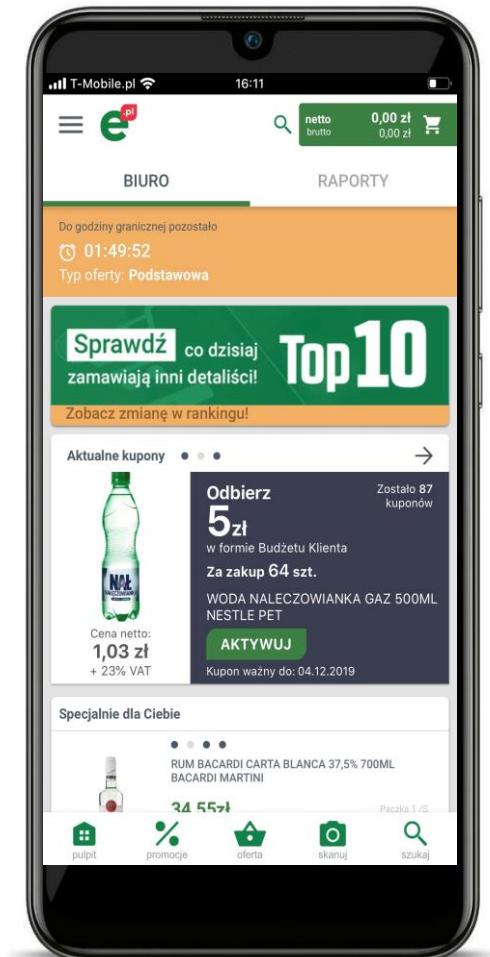 T-Mobile.pl 16:11
e .pl
netto 0,00 zł
brutto 0,00 zł
BIURO RAPORTY
Do godziny granicznej pozostało
01:49:52
Typ oferty: Podstawowa
Sprawdź co dzisiaj
zamawiają inni detaliści!
Top10
Zobacz zmianę w rankingu!
Aktualne kupony
NAŁ
NAŁĘCZOWIANKA
Cena netto:
1,03 zł
+ 23% VAT
Odbierz
5zł
w formie Budżetu Klienta
Zostało 87
kuponów
Za zakup 64 szt.
WODA NALECZOWIANKA GAZ 500ML
NESTLE PET
AKTYWUJ
Kupon ważny do: 04.12.2019
Specjalnie dla Ciebie
RUM BACARDI CARTA BLANCA 37,5% 700ML
BACARDI MARTINI
34,55zł
Paczka 1 /S.
pulpit promocje oferta skanuj szukaj